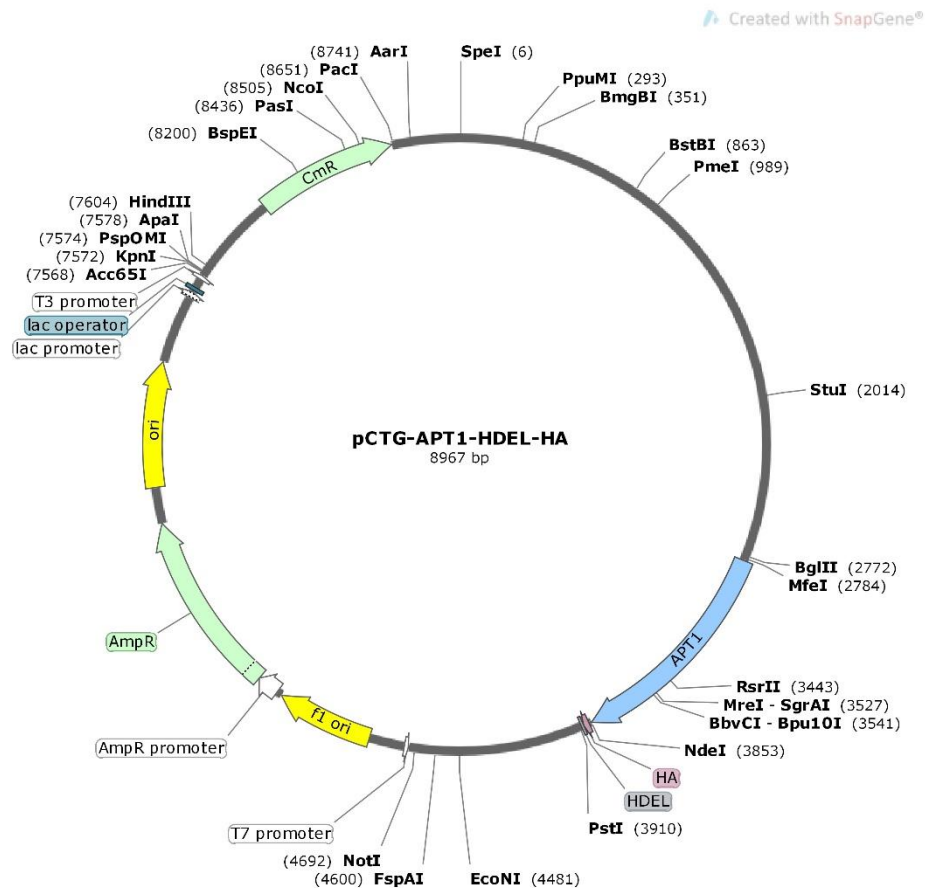 Created with SnapGene®
(8741) AarI
(8651) PacI
(8505) NcoI
(8436) PasI
(8200) BspEI
SpeI (6)
PpuMI (293)
BmgBI (351)
BstBI (863)
PmeI (989)
CmR
(7604) HindIII
(7578) ApaI
(7574) PspOMI
(7572) KpnI
(7568) Acc65I
T3 promoter
lac operator
lac promoter
StuI (2014)
ori
pCTG-APT1-HDEL-HA
8967 bp
BglII (2772)
MfeI (2784)
APT1
AmpR
RsrII (3443)
MreI - SgrAI (3527)
BbvCI - Bpu10I (3541)
NdeI (3853)
f1 ori
AmpR promoter
HA
HDEL
PstI (3910)
T7 promoter
(4692) NotI
(4600) FspAI
EcoNI (4481)